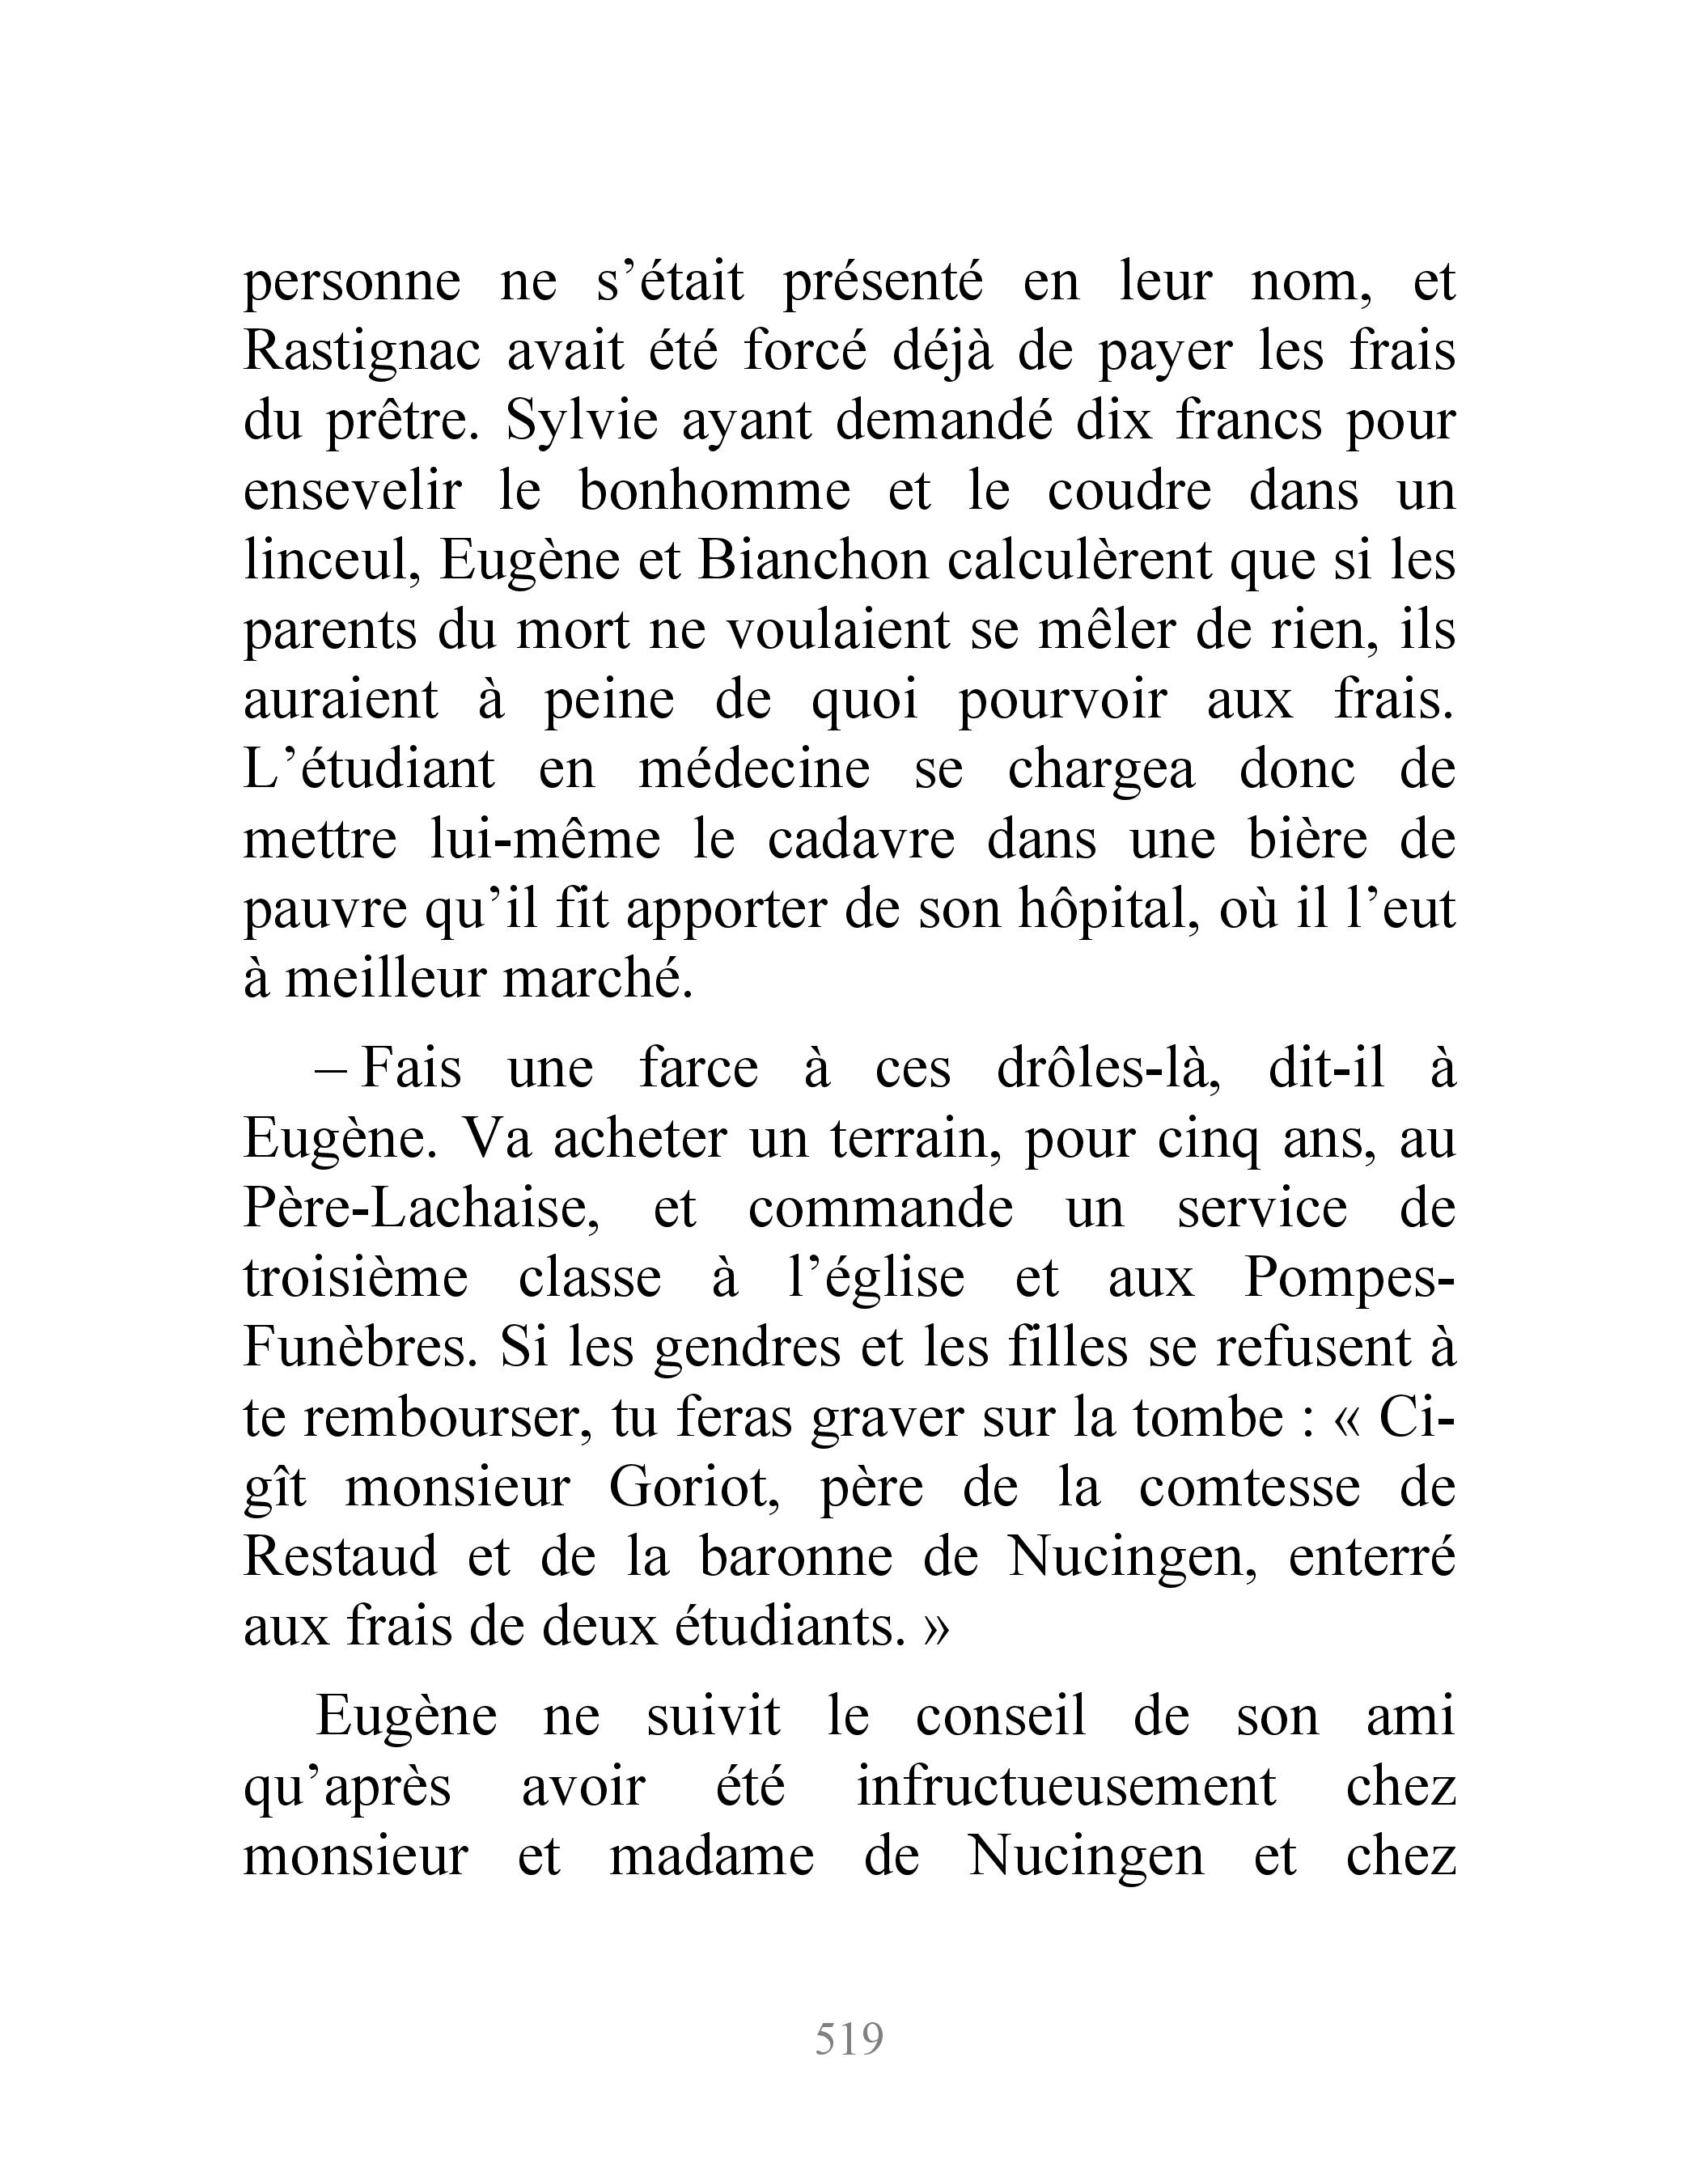 personne ne s’était présenté en leur nom, et
Rastignac avait été forcé déjà de payer les frais
du prêtre. Sylvie ayant demandé dix francs pour
ensevelir le bonhomme et le coudre dans un
linceul, Eugène et Bianchon calculèrent que si les
parents du mort ne voulaient se mêler de rien, ils
auraient à peine de quoi pourvoir aux frais.
L’étudiant en médecine se chargea donc de
mettre lui-même le cadavre dans une bière de
pauvre qu’il fit apporter de son hôpital, où il l’eut
à meilleur marché.
– Fais une farce à ces drôles-là, dit-il à
Eugène. Va acheter un terrain, pour cinq ans, au
Père-Lachaise, et commande un service de
troisième classe à l’église et aux Pompes-
Funèbres. Si les gendres et les filles se refusent à
te rembourser, tu feras graver sur la tombe : « Ci-
gît monsieur Goriot, père de la comtesse de
Restaud et de la baronne de Nucingen, enterré
aux frais de deux étudiants. »
Eugène ne suivit le conseil de son ami
qu’après avoir été infructueusement chez
monsieur et madame de Nucingen et chez
519